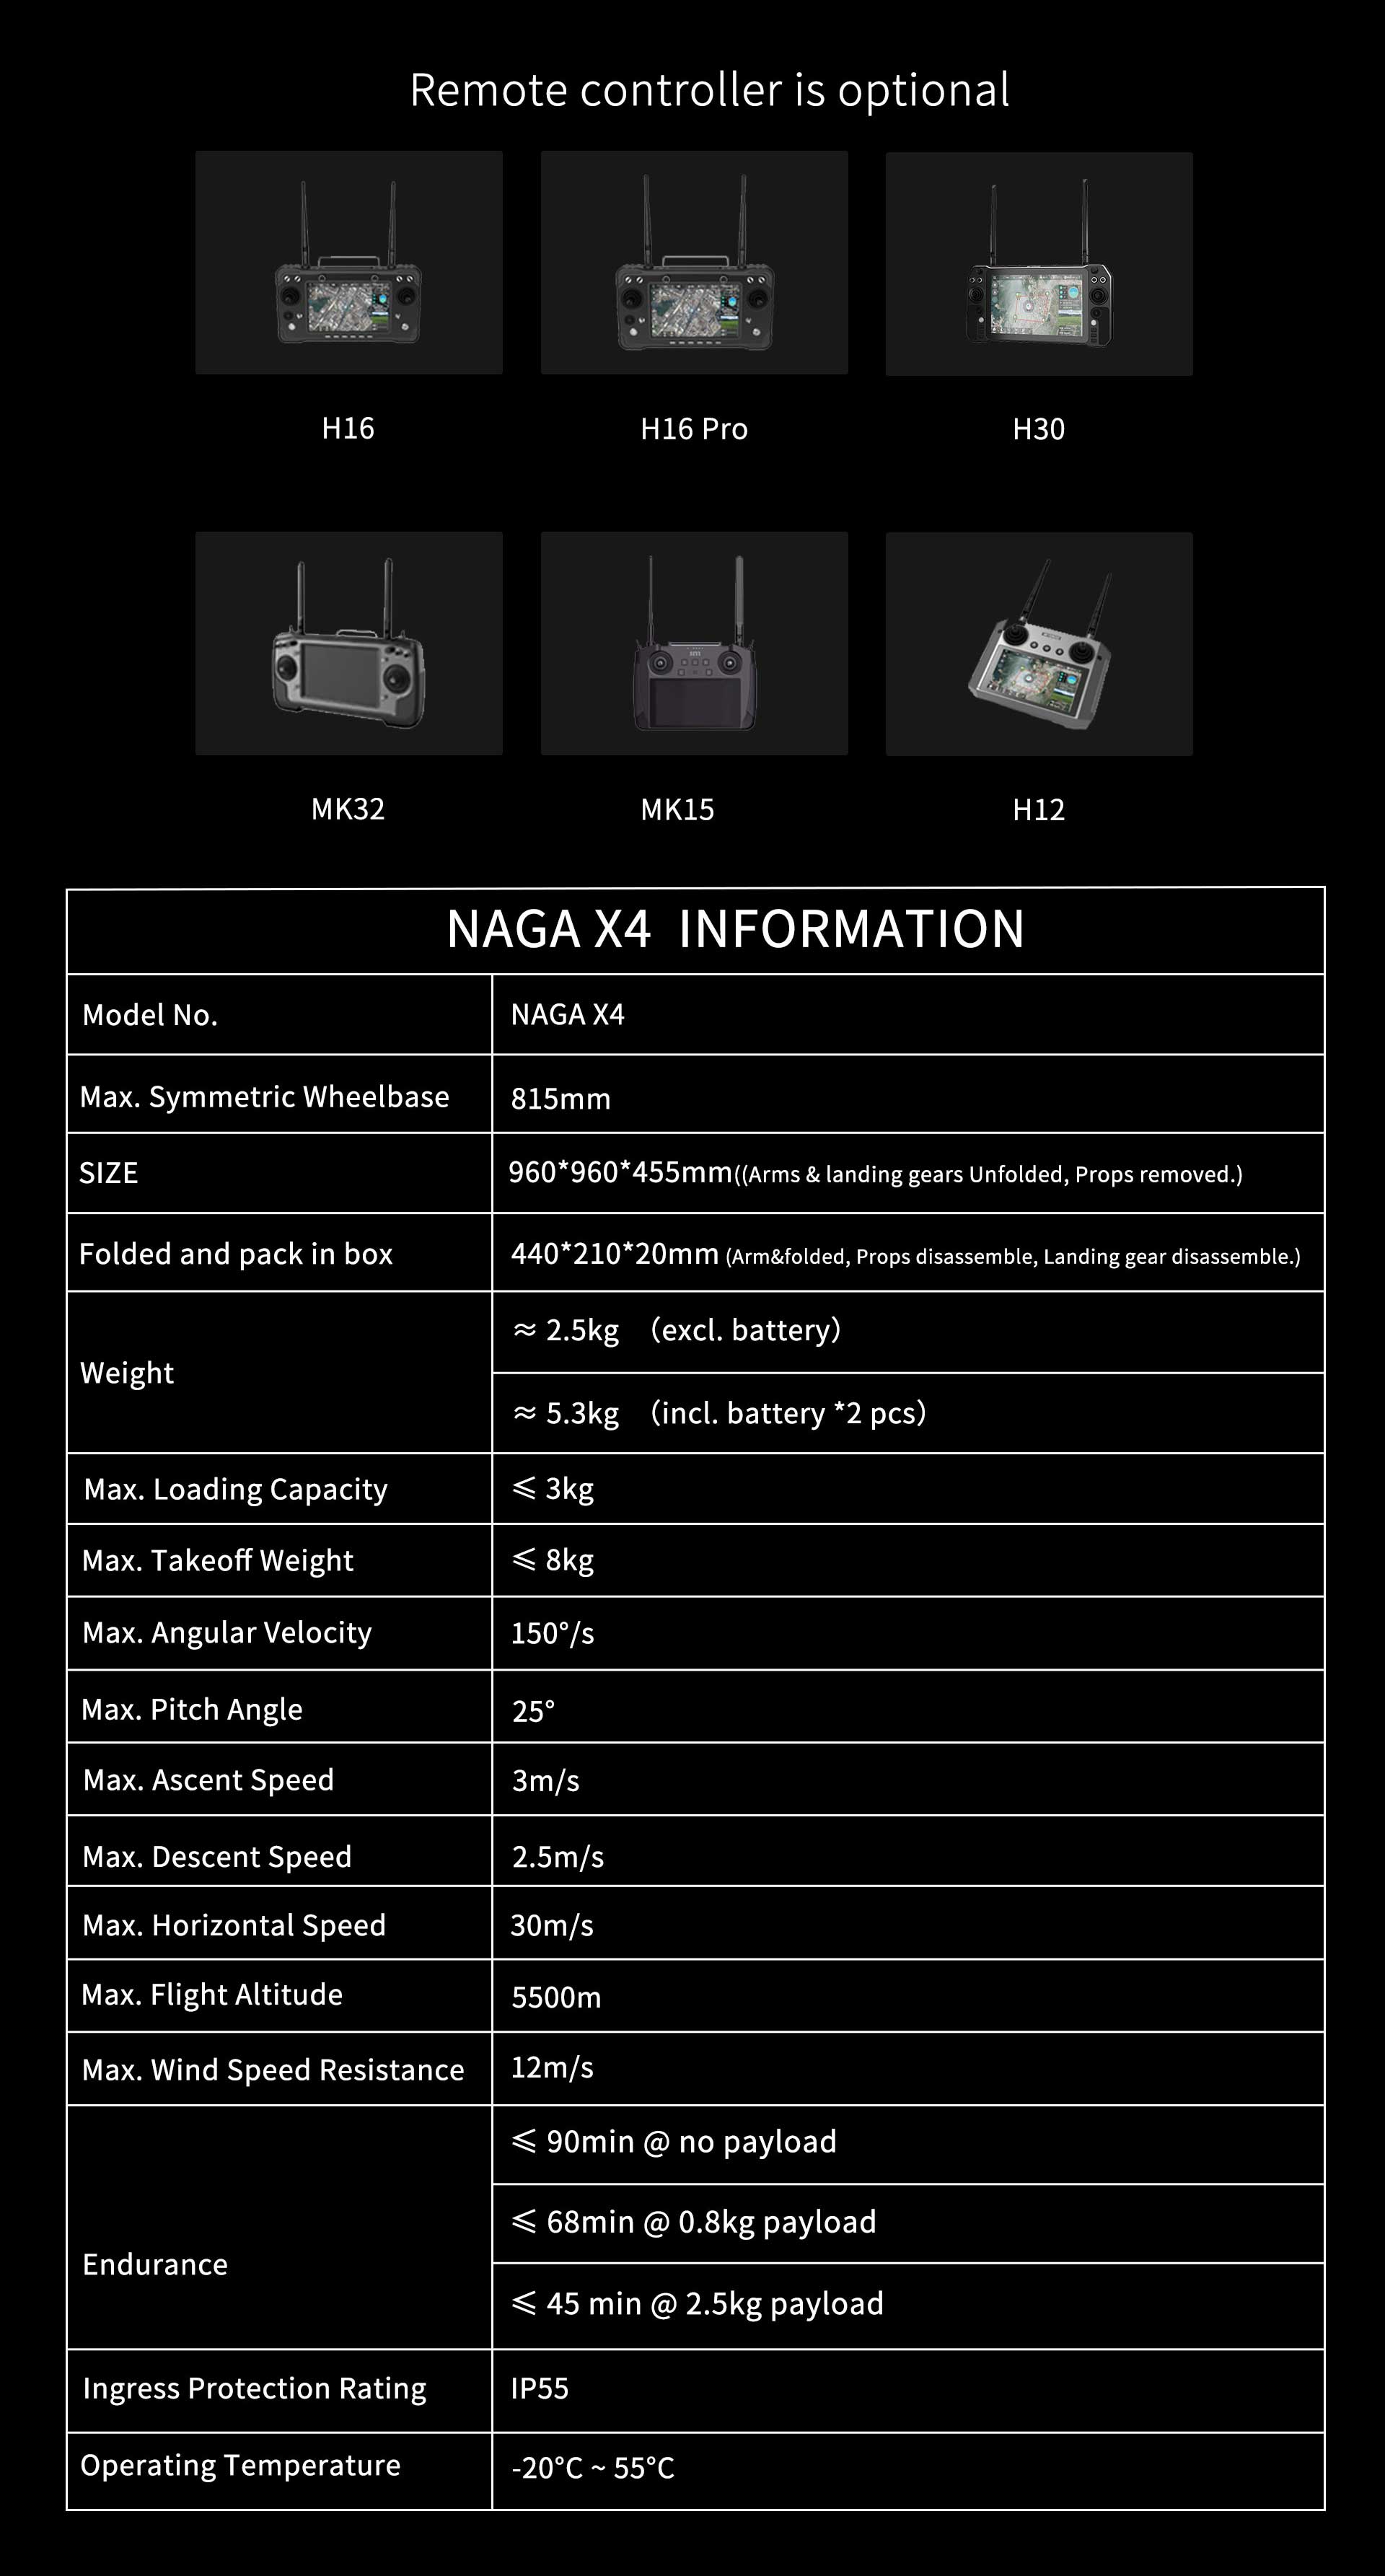 Remote controller is optional
H16
H16 Pro
H30
MK32
MK15
H12
NAGA X4 INFORMATION
Model No.
NAGA X4
Max. Symmetric Wheelbase
815mm
SIZE
960*960*455mm((Arms & landing gears Unfolded, Props removed.)
Folded and pack in box
440*210*20mm (Arm&folded, Props disassemble, Landing gear disassemble.)
Weight
≈ 2.5kg （excl. battery）
≈ 5.3kg （incl. battery *2 pcs）
Max. Loading Capacity
≤ 3kg
Max. Takeoff Weight
≤ 8kg
Max. Angular Velocity
150°/s
Max. Pitch Angle
25°
Max. Ascent Speed
3m/s
Max. Descent Speed
2.5m/s
Max. Horizontal Speed
30m/s
Max. Flight Altitude
5500m
Max. Wind Speed Resistance
12m/s
Endurance
≤ 90min @ no payload
≤ 68min @ 0.8kg payload
≤ 45 min @ 2.5kg payload
Ingress Protection Rating
IP55
Operating Temperature
-20°C ~ 55°C